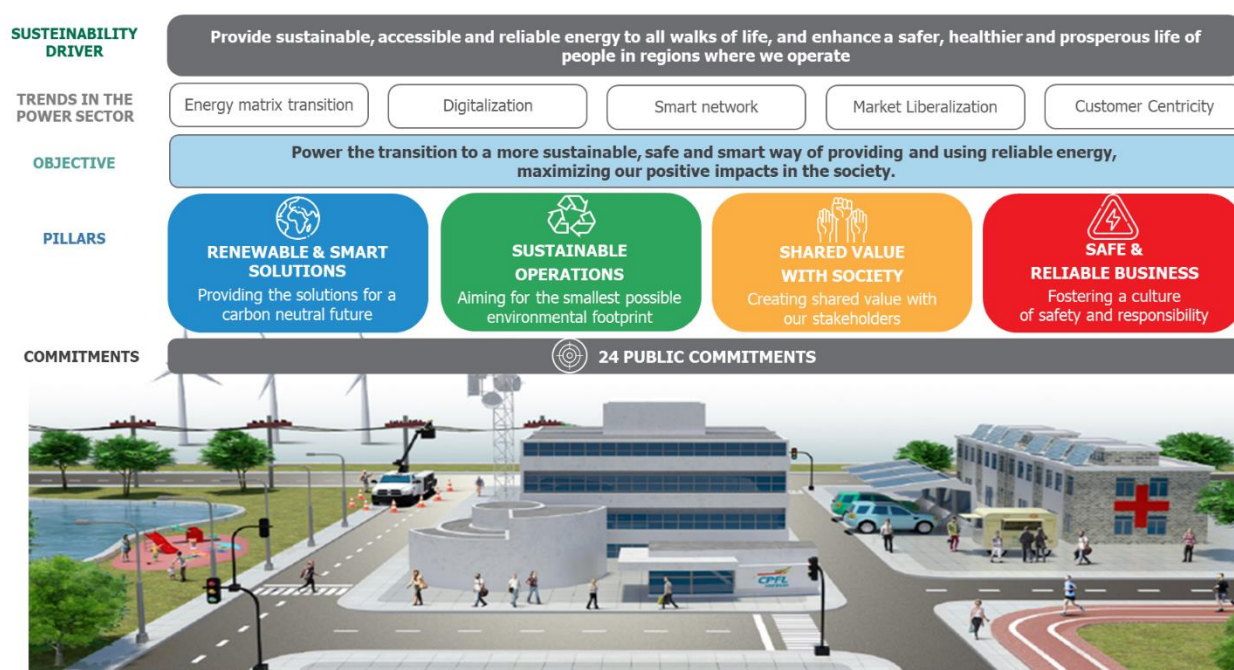 SUSTEINABILITY
DRIVER
Provide sustainable, accessible and reliable energy to all walks of life, and enhance a safer, healthier and prosperous life of
people in regions where we operate
TRENDS IN THE
POWER SECTOR
Energy matrix transition
Digitalization
Smart network
Market Liberalization
Customer Centricity
OBJECTIVE
Power the transition to a more sustainable, safe and smart way of providing and using reliable energy,
maximizing our positive impacts in the society.
PILLARS
RENEWABLE & SMART
SOLUTIONS
Providing the solutions for a
carbon neutral future
SUSTAINABLE
OPERATIONS
Aiming for the smallest possible
environmental footprint
SHARED VALUE
WITH SOCIETY
Creating shared value with
our stakeholders
SAFE &
RELIABLE BUSINESS
Fostering a culture
of safety and responsibility
COMMITMENTS
24 PUBLIC COMMITMENTS
CPFL